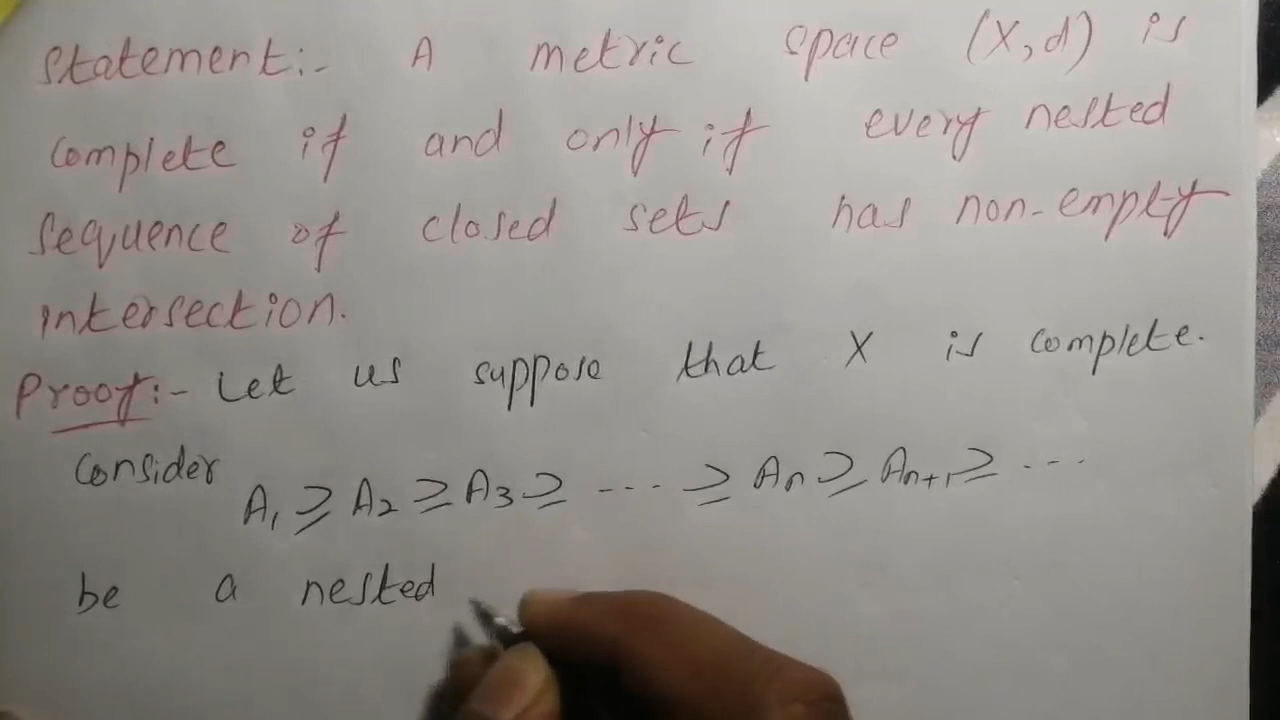 Statement:- A metric space (X,d) is
complete if and only if every nested
sequence of closed sets has non-empty
intersection.
Proof:- Let us suppose that X is complete.
Consider A₁ ≥ A₂ ≥ A₃ ≥ --- ≥ Aₙ ≥ Aₙ₊₁ ≥ ---
be a nested